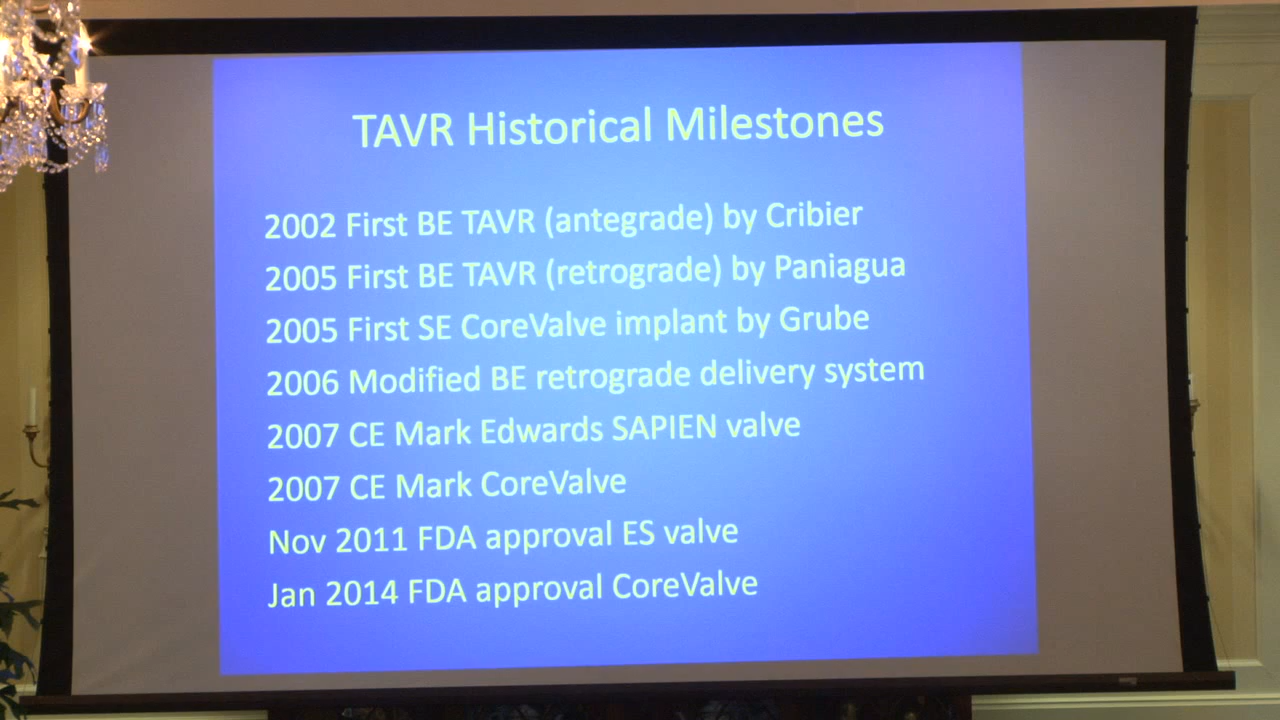 TAVR Historical Milestones
2002 First BE TAVR (antegrade) by Cribier
2005 First BE TAVR (retrograde) by Paniagua
2005 First SE CoreValve implant by Grube
2006 Modified BE retrograde delivery system
2007 CE Mark Edwards SAPIEN valve
2007 CE Mark CoreValve
Nov 2011 FDA approval ES valve
Jan 2014 FDA approval CoreValve